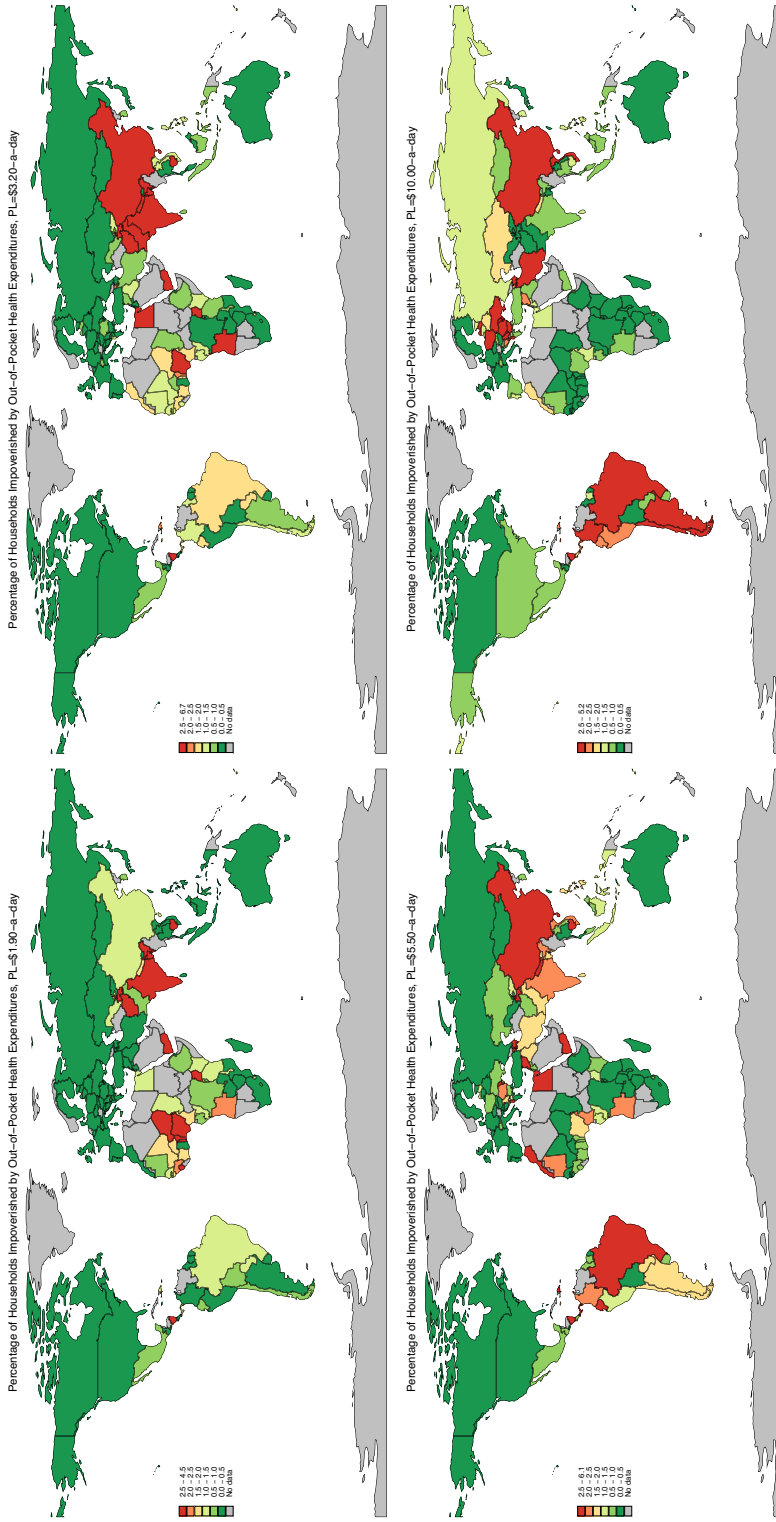 Percentage of Households Impoverished by Out−of−Pocket Health Expenditures, PL=$1.90−a−day
2.5 − 4.5
2.0 − 2.5
1.5 − 2.0
1.0 − 1.5
0.5 − 1.0
0.0 − 0.5
No data
Percentage of Households Impoverished by Out−of−Pocket Health Expenditures, PL=$3.20−a−day
2.5 − 6.7
2.0 − 2.5
1.5 − 2.0
1.0 − 1.5
0.5 − 1.0
0.0 − 0.5
No data
Percentage of Households Impoverished by Out−of−Pocket Health Expenditures, PL=$5.50−a−day
2.5 − 6.1
2.0 − 2.5
1.5 − 2.0
1.0 − 1.5
0.5 − 1.0
0.0 − 0.5
No data
Percentage of Households Impoverished by Out−of−Pocket Health Expenditures, PL=$10.00−a−day
2.5 − 5.2
2.0 − 2.5
1.5 − 2.0
1.0 − 1.5
0.5 − 1.0
0.0 − 0.5
No data